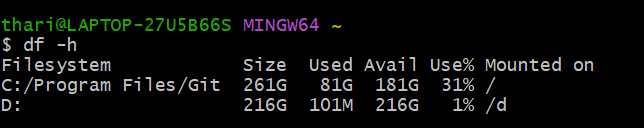 thari@LAPTOP-27U5B66S MINGW64 ~
$ df -h
Filesystem            Size  Used Avail Use% Mounted on
C:/Program Files/Git  261G   81G  181G  31% /
D:                    216G  101M  216G   1% /d